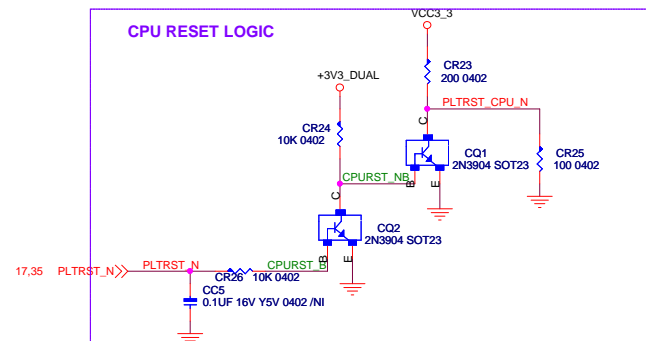 CPU RESET LOGIC
VCC3_3
CR23
200 0402
+3V3_DUAL
PLTRST_CPU_N
CR24
10K 0402
C
CQ1
2N3904 SOT23
CR25
100 0402
CPURST_NB
B
E
C
CQ2
2N3904 SOT23
17,35
PLTRST_N
PLTRST_N
CPURST_B
B
E
CR26
10K 0402
CC5
0.1UF 16V Y5V 0402 /NI